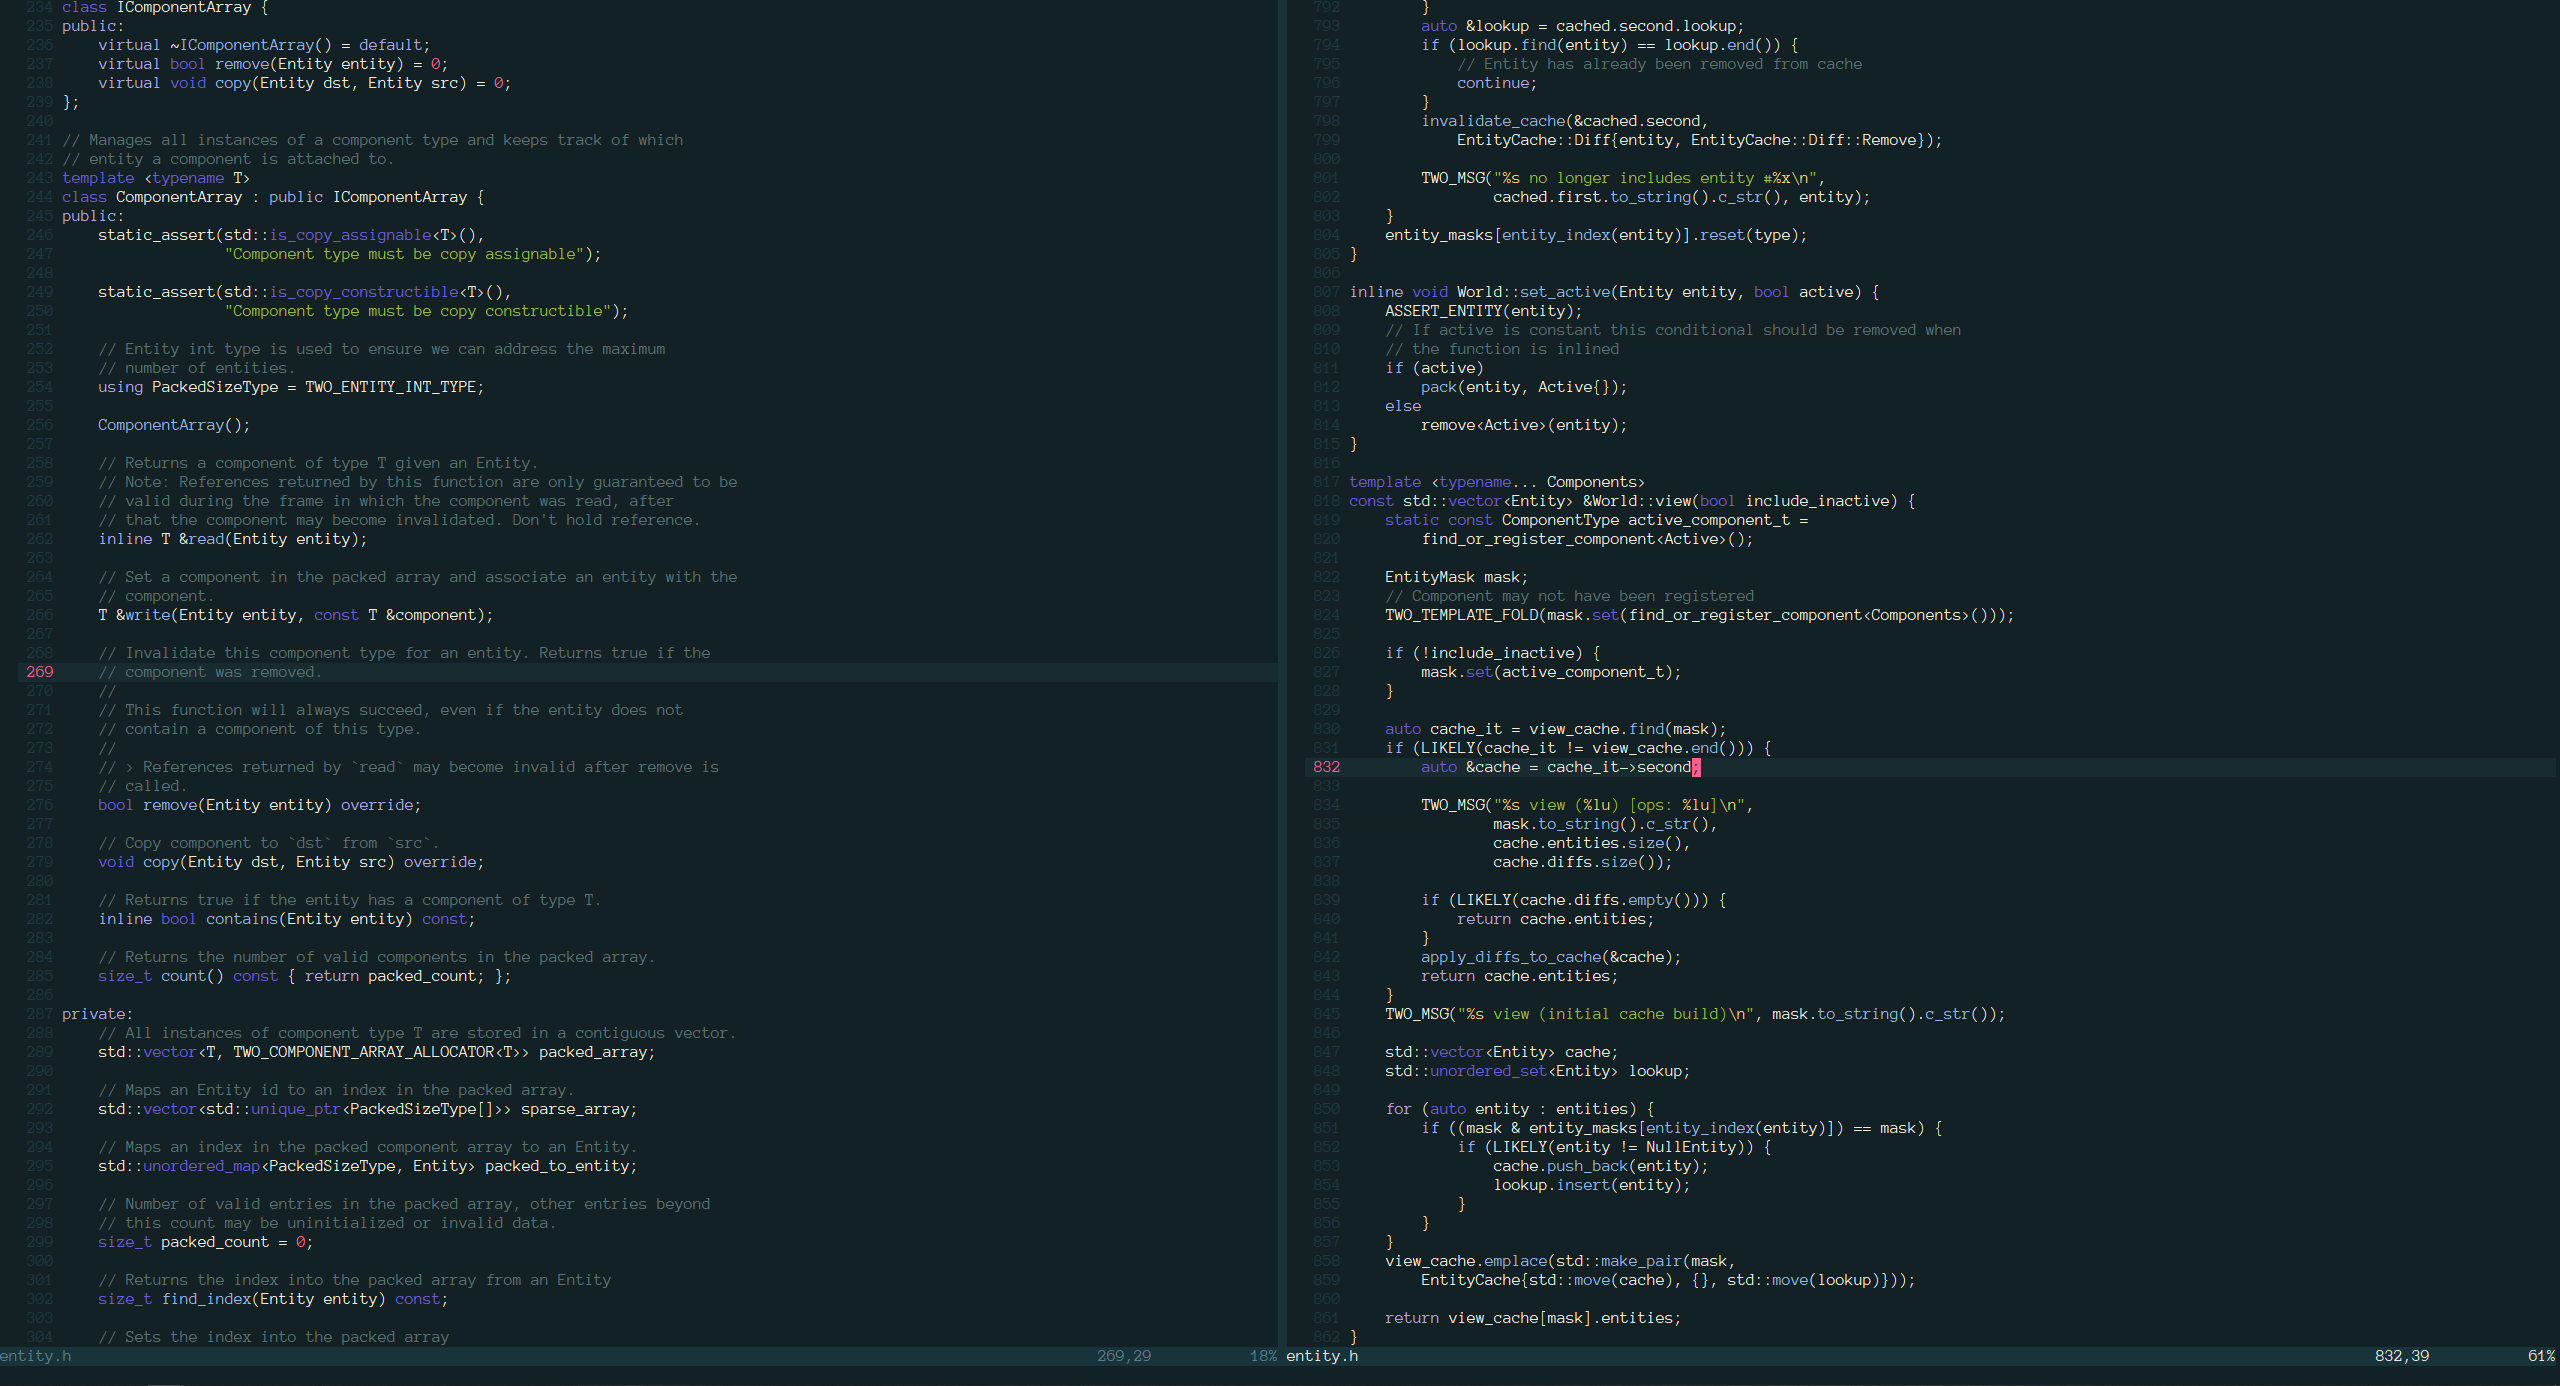 234 class IComponentArray {
235 public:
236     virtual ~IComponentArray() = default;
237     virtual bool remove(Entity entity) = 0;
238     virtual void copy(Entity dst, Entity src) = 0;
239 };
240
241 // Manages all instances of a component type and keeps track of which
242 // entity a component is attached to.
243 template <typename T>
244 class ComponentArray : public IComponentArray {
245 public:
246     static_assert(std::is_copy_assignable<T>(),
247                   "Component type must be copy assignable");
248
249     static_assert(std::is_copy_constructible<T>(),
250                   "Component type must be copy constructible");
251
252     // Entity int type is used to ensure we can address the maximum
253     // number of entities.
254     using PackedSizeType = TWO_ENTITY_INT_TYPE;
255
256     ComponentArray();
257
258     // Returns a component of type T given an Entity.
259     // Note: References returned by this function are only guaranteed to be
260     // valid during the frame in which the component was read, after
261     // that the component may become invalidated. Don't hold reference.
262     inline T &read(Entity entity);
263
264     // Set a component in the packed array and associate an entity with the
265     // component.
266     T &write(Entity entity, const T &component);
267
268     // Invalidate this component type for an entity. Returns true if the
269     // component was removed.
270     //
271     // This function will always succeed, even if the entity does not
272     // contain a component of this type.
273     //
274     // > References returned by `read` may become invalid after remove is
275     // called.
276     bool remove(Entity entity) override;
277
278     // Copy component to `dst` from `src`.
279     void copy(Entity dst, Entity src) override;
280
281     // Returns true if the entity has a component of type T.
282     inline bool contains(Entity entity) const;
283
284     // Returns the number of valid components in the packed array.
285     size_t count() const { return packed_count; };
286
287 private:
288     // All instances of component type T are stored in a contiguous vector.
289     std::vector<T, TWO_COMPONENT_ARRAY_ALLOCATOR<T>> packed_array;
290
291     // Maps an Entity id to an index in the packed array.
292     std::vector<std::unique_ptr<PackedSizeType[]>> sparse_array;
293
294     // Maps an index in the packed component array to an Entity.
295     std::unordered_map<PackedSizeType, Entity> packed_to_entity;
296
297     // Number of valid entries in the packed array, other entries beyond
298     // this count may be uninitialized or invalid data.
299     size_t packed_count = 0;
300
301     // Returns the index into the packed array from an Entity
302     size_t find_index(Entity entity) const;
303
304     // Sets the index into the packed array
entity.h 269,29 18%
792         }
793         auto &lookup = cached.second.lookup;
794         if (lookup.find(entity) == lookup.end()) {
795             // Entity has already been removed from cache
796             continue;
797         }
798         invalidate_cache(&cached.second,
799             EntityCache::Diff{entity, EntityCache::Diff::Remove});
800
801         TWO_MSG("%s no longer includes entity #%x\n",
802                 cached.first.to_string().c_str(), entity);
803     }
804     entity_masks[entity_index(entity)].reset(type);
805 }
806
807 inline void World::set_active(Entity entity, bool active) {
808     ASSERT_ENTITY(entity);
809     // If active is constant this conditional should be removed when
810     // the function is inlined
811     if (active)
812         pack(entity, Active{});
813     else
814         remove<Active>(entity);
815 }
816
817 template <typename... Components>
818 const std::vector<Entity> &World::view(bool include_inactive) {
819     static const ComponentType active_component_t =
820         find_or_register_component<Active>();
821
822     EntityMask mask;
823     // Component may not have been registered
824     TWO_TEMPLATE_FOLD(mask.set(find_or_register_component<Components>()));
825
826     if (!include_inactive) {
827         mask.set(active_component_t);
828     }
829
830     auto cache_it = view_cache.find(mask);
831     if (LIKELY(cache_it != view_cache.end())) {
832         auto &cache = cache_it->second;
833
834         TWO_MSG("%s view (%lu) [ops: %lu]\n",
835                 mask.to_string().c_str(),
836                 cache.entities.size(),
837                 cache.diffs.size());
838
839         if (LIKELY(cache.diffs.empty())) {
840             return cache.entities;
841         }
842         apply_diffs_to_cache(&cache);
843         return cache.entities;
844     }
845     TWO_MSG("%s view (initial cache build)\n", mask.to_string().c_str());
846
847     std::vector<Entity> cache;
848     std::unordered_set<Entity> lookup;
849
850     for (auto entity : entities) {
851         if ((mask & entity_masks[entity_index(entity)]) == mask) {
852             if (LIKELY(entity != NullEntity)) {
853                 cache.push_back(entity);
854                 lookup.insert(entity);
855             }
856         }
857     }
858     view_cache.emplace(std::make_pair(mask,
859         EntityCache{std::move(cache), {}, std::move(lookup)}));
860
861     return view_cache[mask].entities;
862 }
entity.h 832,39 61%